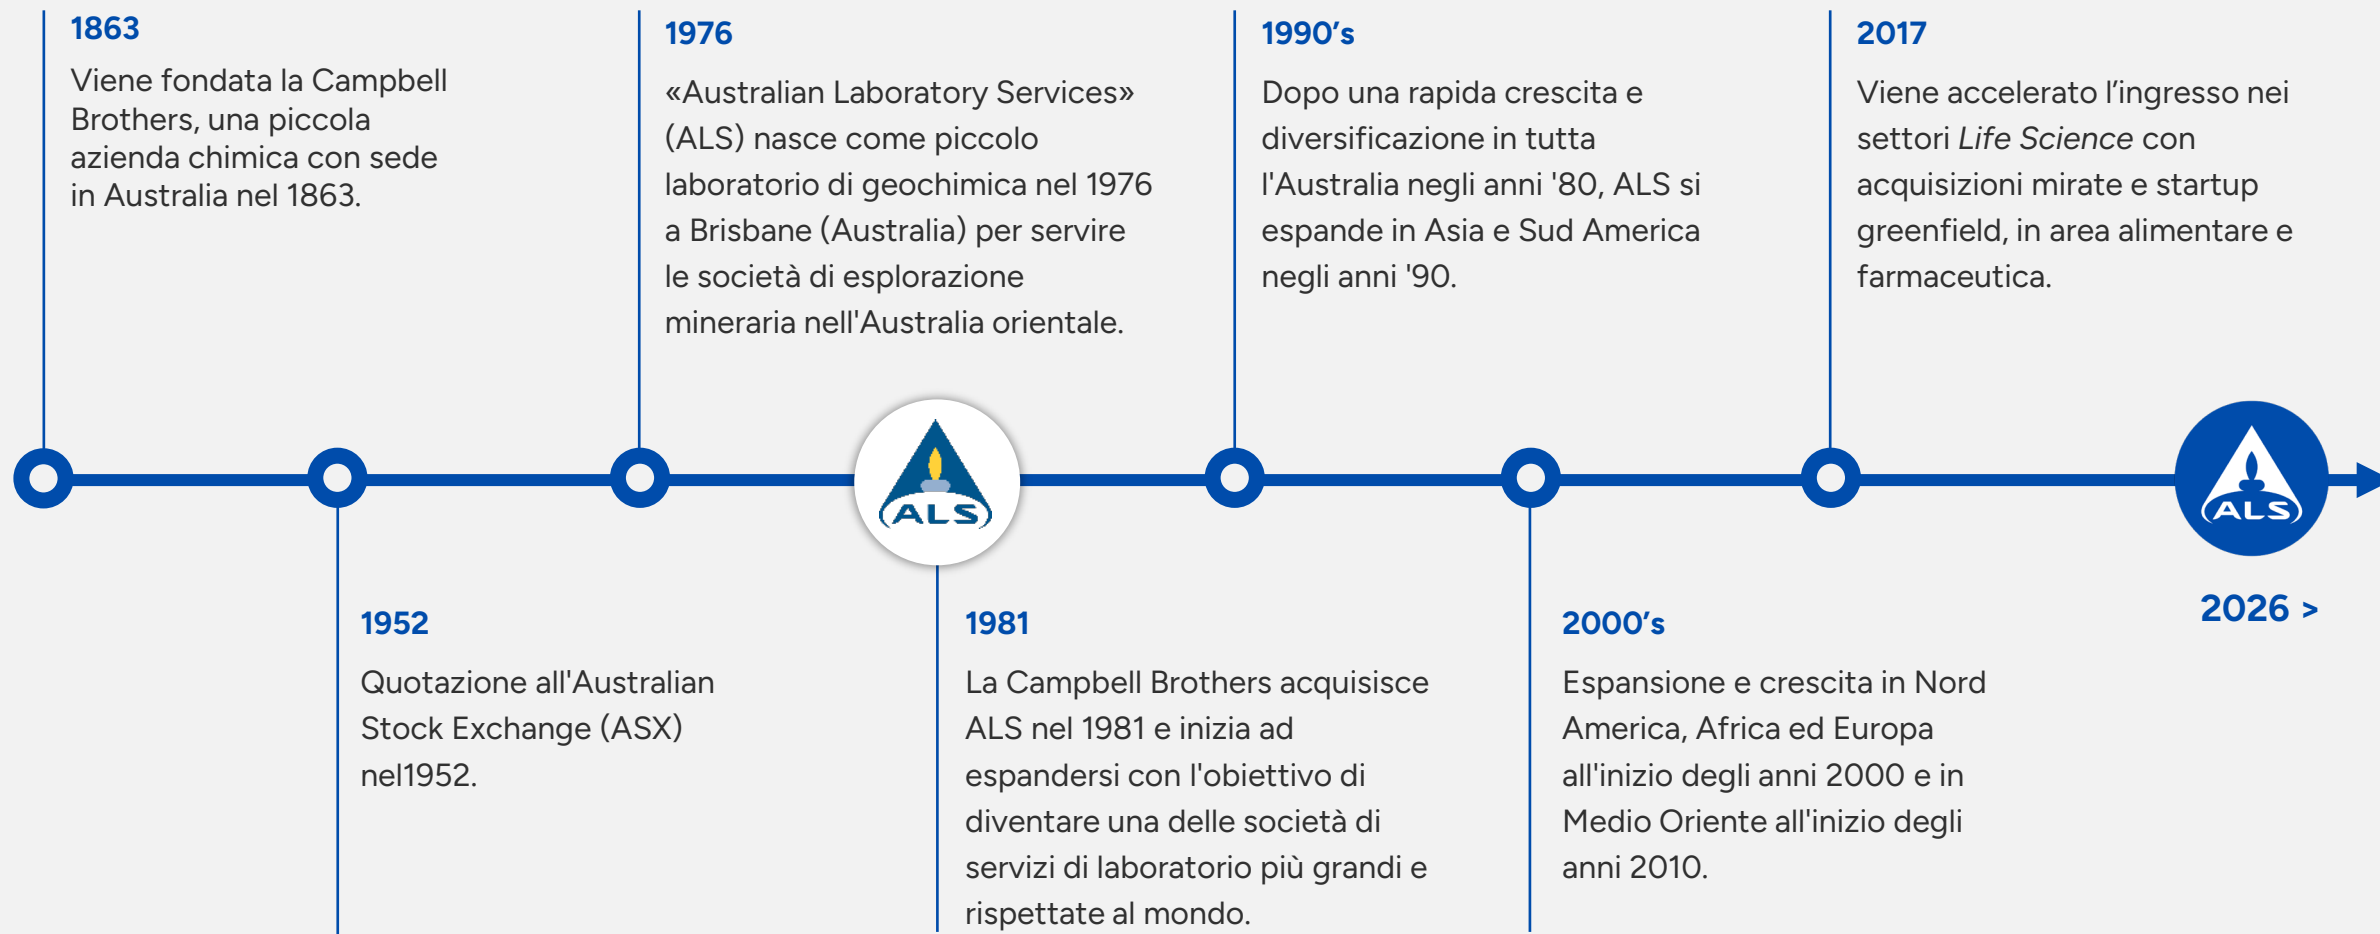 1863
Viene fondata la Campbell
Brothers, una piccola
azienda chimica con sede
in Australia nel 1863.
1976
«Australian Laboratory Services»
(ALS) nasce come piccolo
laboratorio di geochimica nel 1976
a Brisbane (Australia) per servire
le società di esplorazione
mineraria nell'Australia orientale.
1990’s
Dopo una rapida crescita e
diversificazione in tutta
l'Australia negli anni '80, ALS si
espande in Asia e Sud America
negli anni '90.
2017
Viene accelerato l’ingresso nei
settori Life Science con
acquisizioni mirate e startup
greenfield, in area alimentare e
farmaceutica.
ALS
ALS
1952
Quotazione all'Australian
Stock Exchange (ASX)
nel1952.
1981
La Campbell Brothers acquisisce
ALS nel 1981 e inizia ad
espandersi con l'obiettivo di
diventare una delle società di
servizi di laboratorio più grandi e
rispettate al mondo.
2000’s
Espansione e crescita in Nord
America, Africa ed Europa
all'inizio degli anni 2000 e in
Medio Oriente all'inizio degli
anni 2010.
2026 >